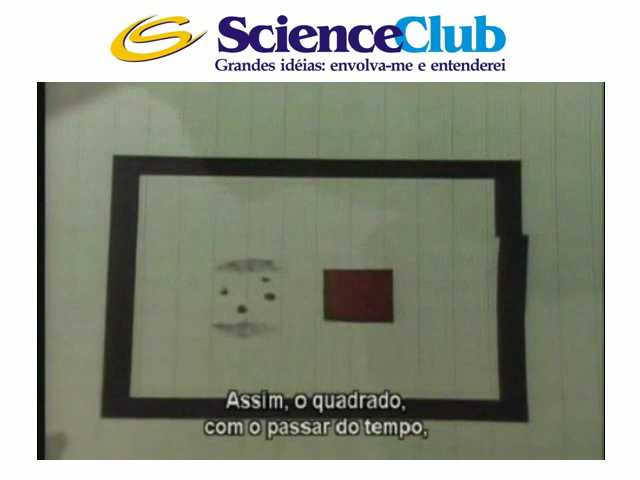 ScienceClub
Grandes idéias: envolva-me e entenderei
Assim, o quadrado,
com o passar do tempo,